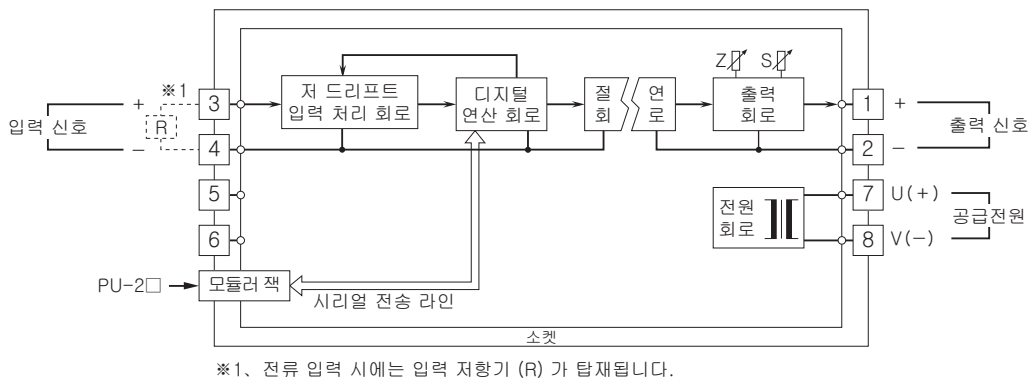 Z S
※1
입력 신호
+
R
−
3
4
5
6
저 드리프트
입력 처리 회로
디지털
연산 회로
절 연
회 로
출력
회로
1 +
2 −
출력 신호
7 U(+)
8 V(−)
공급전원
전원
회로
PU-2□
모듈러 잭
시리얼 전송 라인
소켓
※1、전류 입력 시에는 입력 저항기 (R) 가 탑재됩니다.